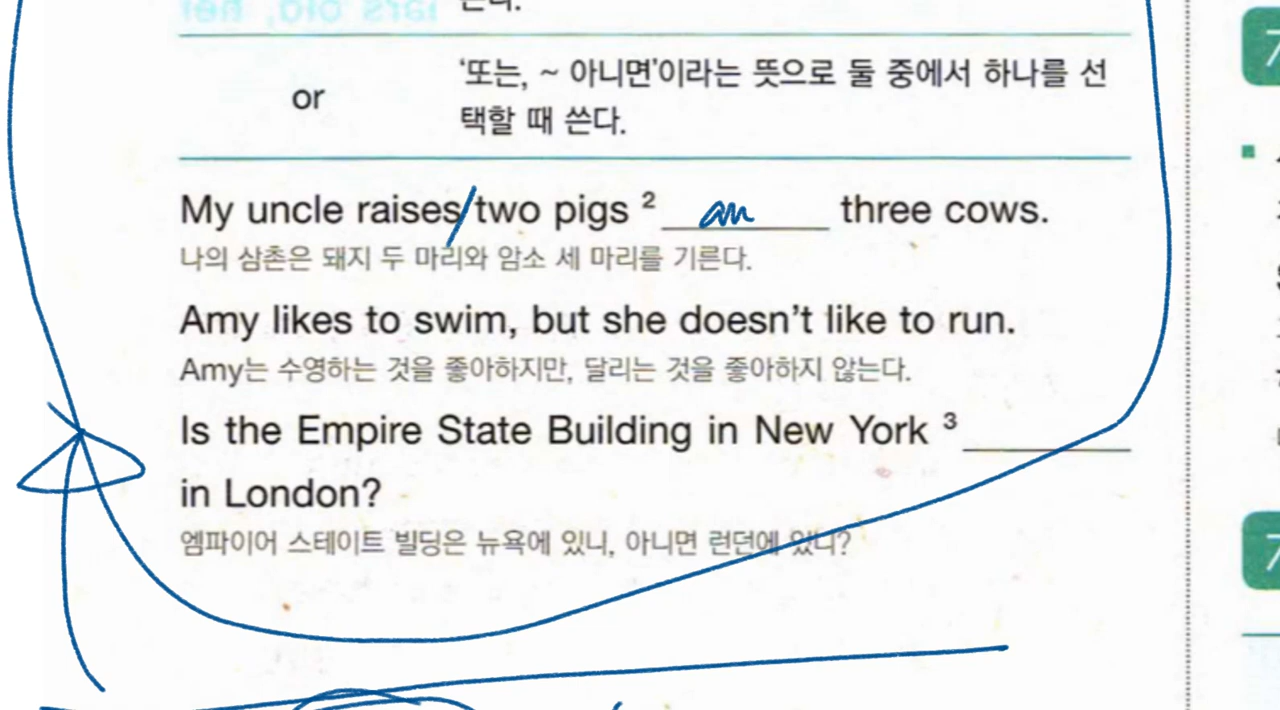 는다.
or
'또는, ~ 아니면'이라는 뜻으로 둘 중에서 하나를 선
택할 때 쓴다.
My uncle raises/two pigs ² an three cows.
나의 삼촌은 돼지 두 마리와 암소 세 마리를 기른다.
Amy likes to swim, but she doesn't like to run.
Amy는 수영하는 것을 좋아하지만, 달리는 것을 좋아하지 않는다.
Is the Empire State Building in New York ³ ________
in London?
엠파이어 스테이트 빌딩은 뉴욕에 있니, 아니면 런던에 있니?
7
7